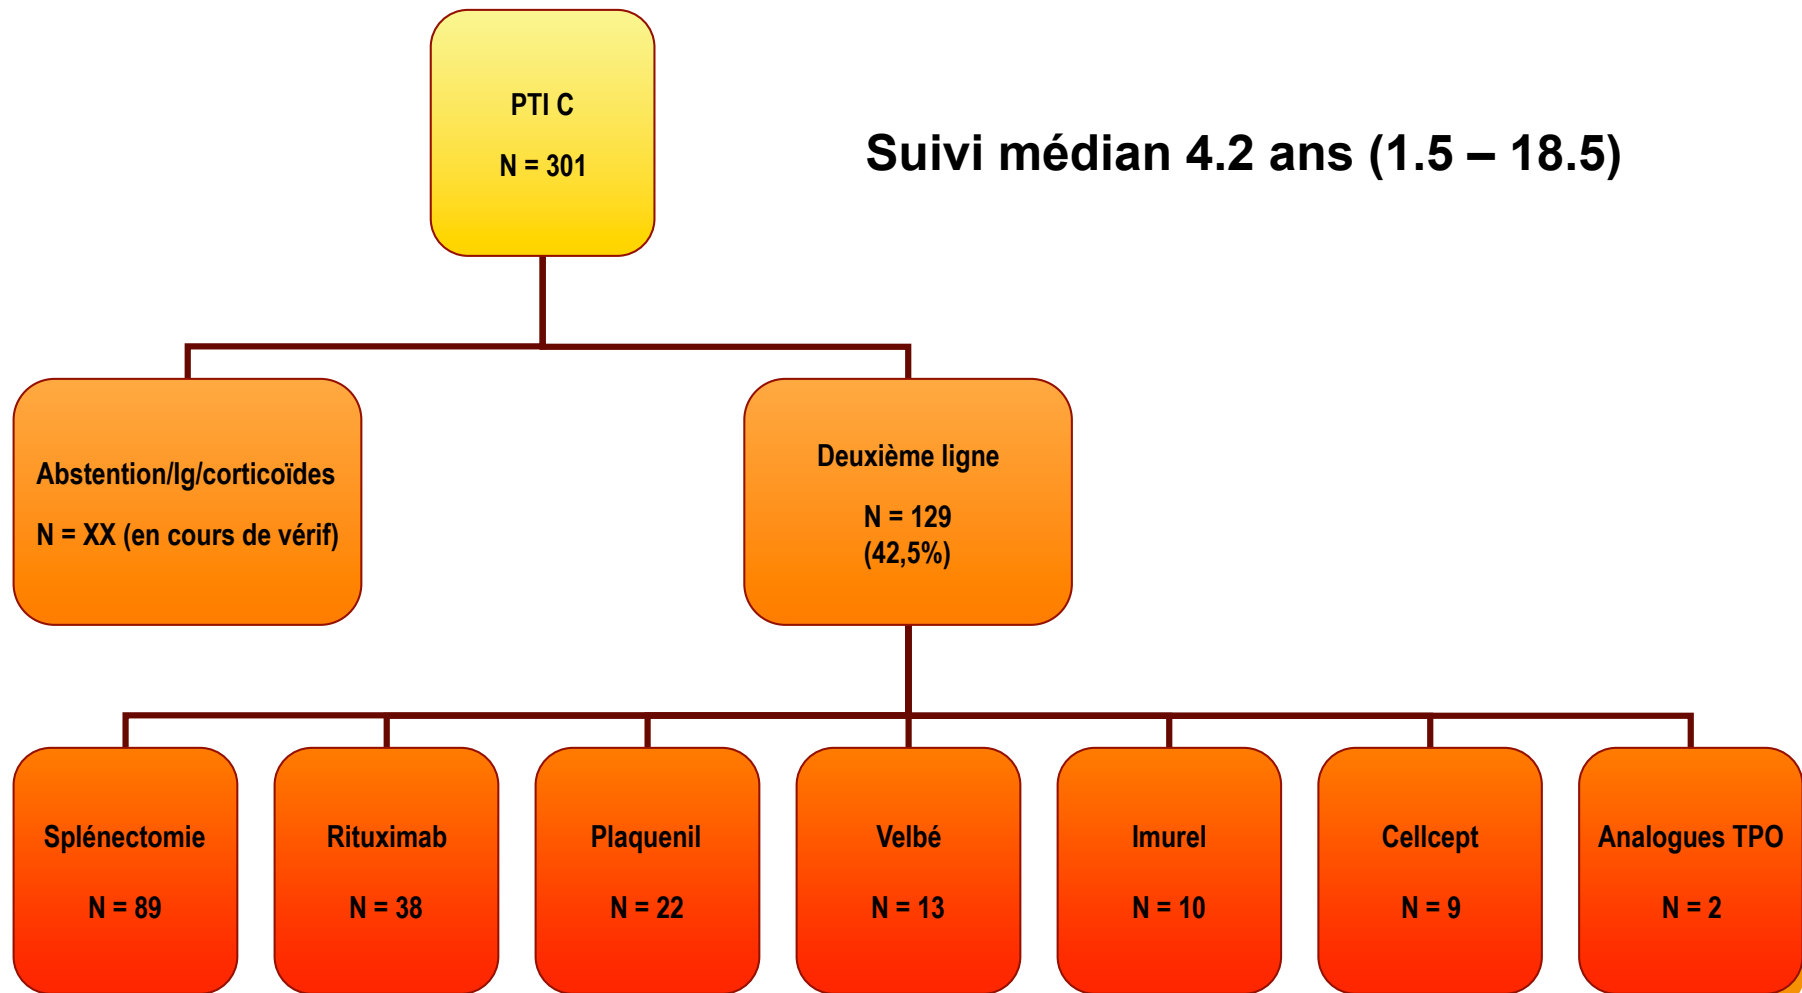 PTI C
N = 301
Suivi médian 4.2 ans (1.5 – 18.5)
Abstention/Ig/corticoïdes
N = XX (en cours de vérif)
Deuxième ligne
N = 129
(42,5%)
Splénectomie
N = 89
Rituximab
N = 38
Plaquenil
N = 22
Velbé
N = 13
Imurel
N = 10
Cellcept
N = 9
Analogues TPO
N = 2